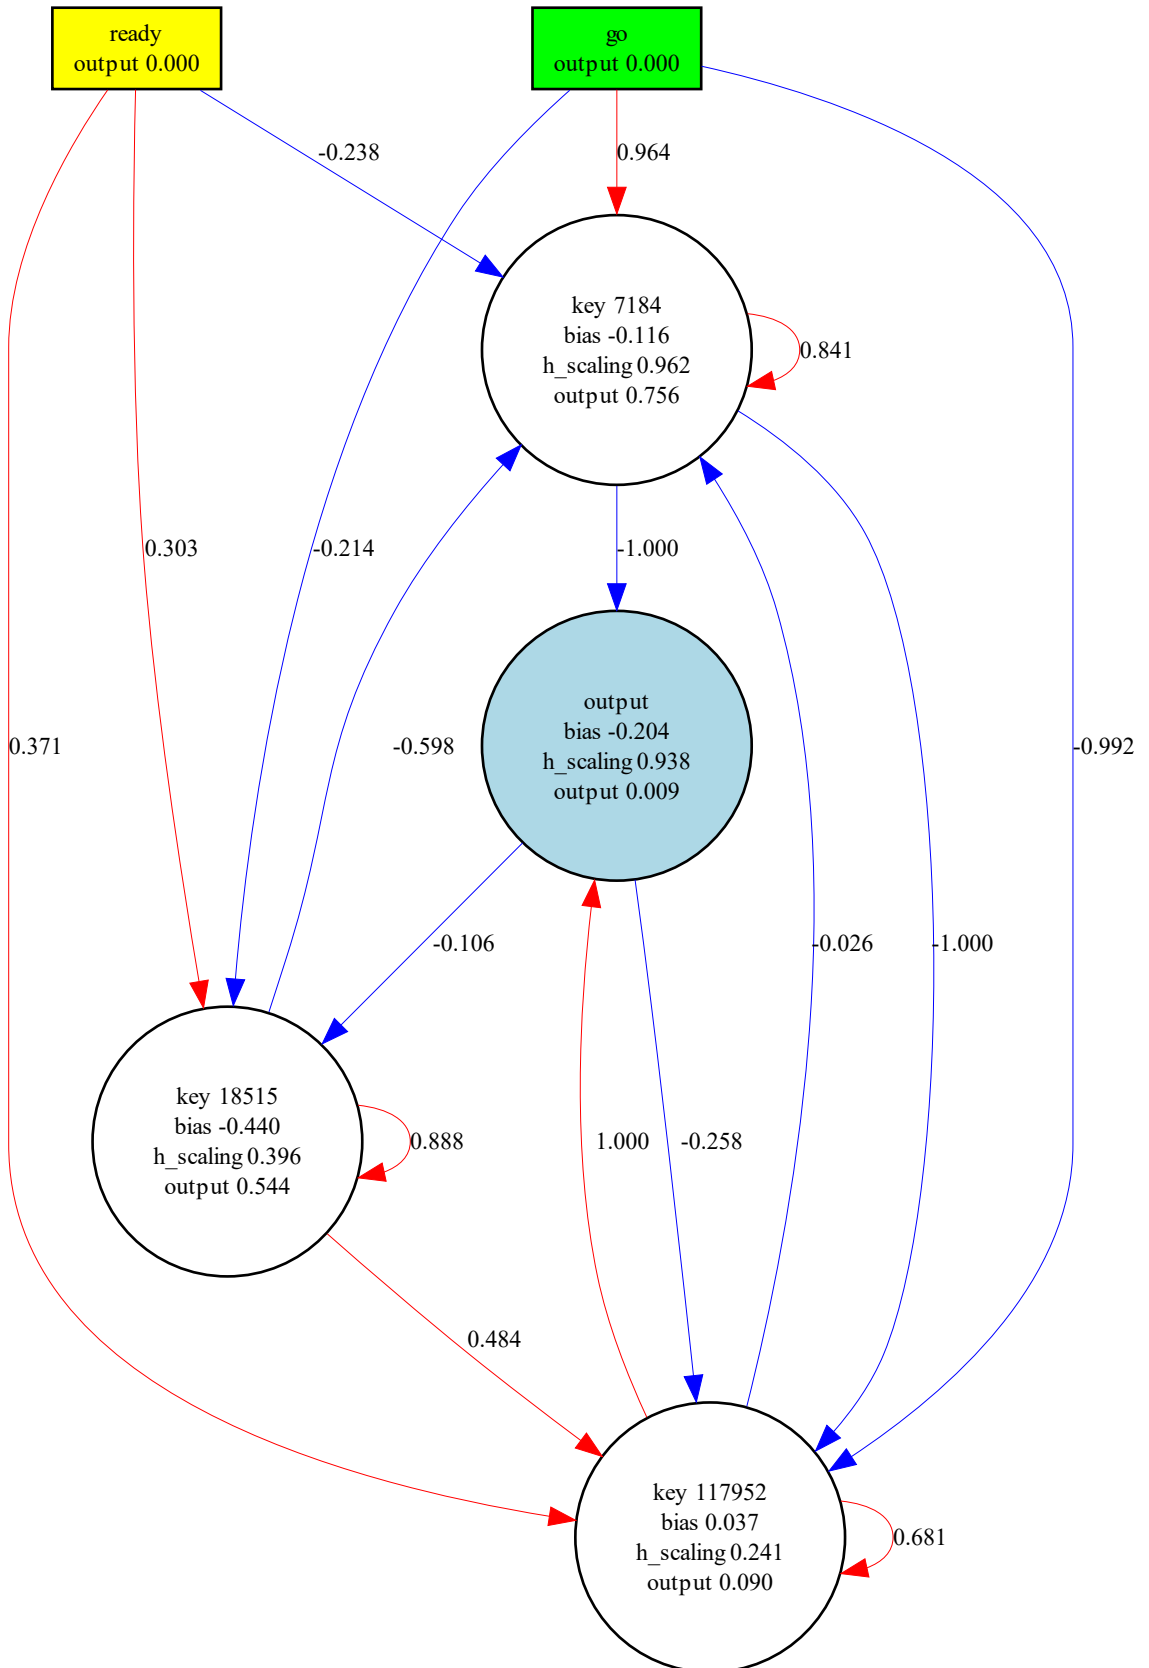 ready
output 0.000
go
output 0.000
-0.238
0.964
key 7184
bias -0.116
h_scaling 0.962
output 0.756
0.841
0.303
-0.214
-1.000
output
bias -0.204
h_scaling 0.938
output 0.009
0.371
-0.598
-0.992
-0.106
-0.026
-1.000
key 18515
bias -0.440
h_scaling 0.396
output 0.544
0.888
1.000
-0.258
0.484
key 117952
bias 0.037
h_scaling 0.241
output 0.090
0.681